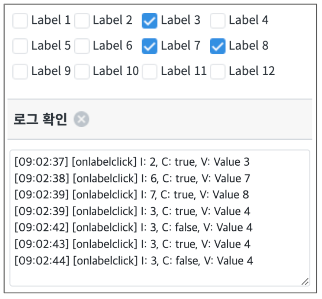 Label 1 Label 2 Label 3 Label 4
Label 5 Label 6 Label 7 Label 8
Label 9 Label 10 Label 11 Label 12
로그 확인
[09:02:37] [onlabelclick] I: 2, C: true, V: Value 3
[09:02:38] [onlabelclick] I: 6, C: true, V: Value 7
[09:02:39] [onlabelclick] I: 7, C: true, V: Value 8
[09:02:39] [onlabelclick] I: 3, C: true, V: Value 4
[09:02:42] [onlabelclick] I: 3, C: false, V: Value 4
[09:02:43] [onlabelclick] I: 3, C: true, V: Value 4
[09:02:44] [onlabelclick] I: 3, C: false, V: Value 4